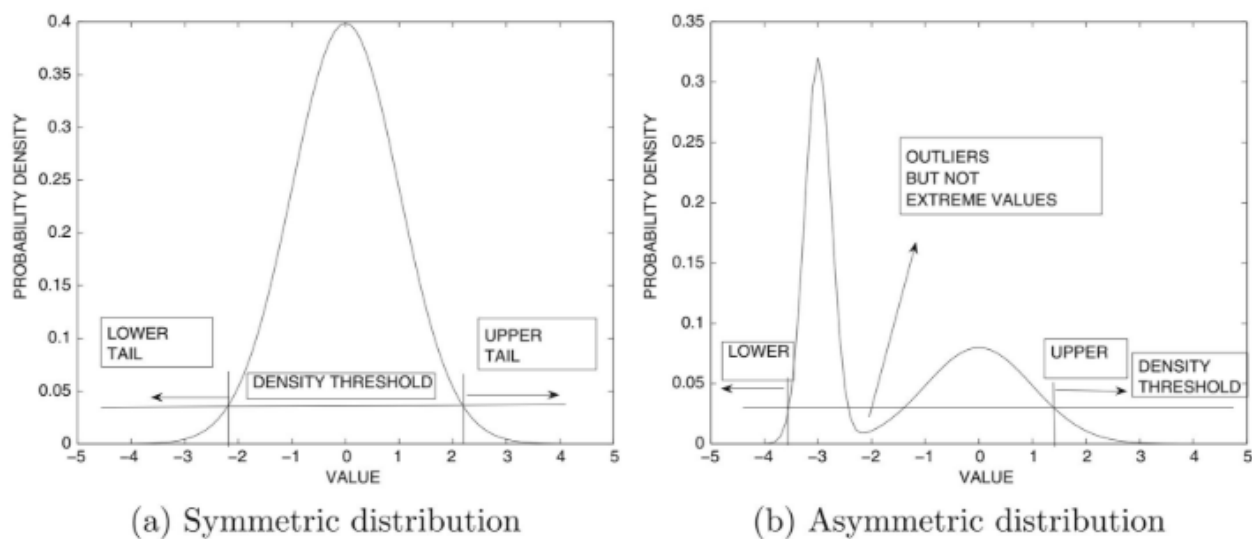 0.4
0.35
0.3
0.25
0.2
0.15
0.1
0.05
0
PROBABILITY DENSITY
LOWER
TAIL
DENSITY THRESHOLD
UPPER
TAIL
−5 −4 −3 −2 −1 0 1 2 3 4 5
VALUE
(a) Symmetric distribution
0.35
0.3
0.25
0.2
0.15
0.1
0.05
0
PROBABILITY DENSITY
OUTLIERS
BUT NOT
EXTREME VALUES
LOWER
UPPER
DENSITY
THRESHOLD
−5 −4 −3 −2 −1 0 1 2 3 4 5
VALUE
(b) Asymmetric distribution